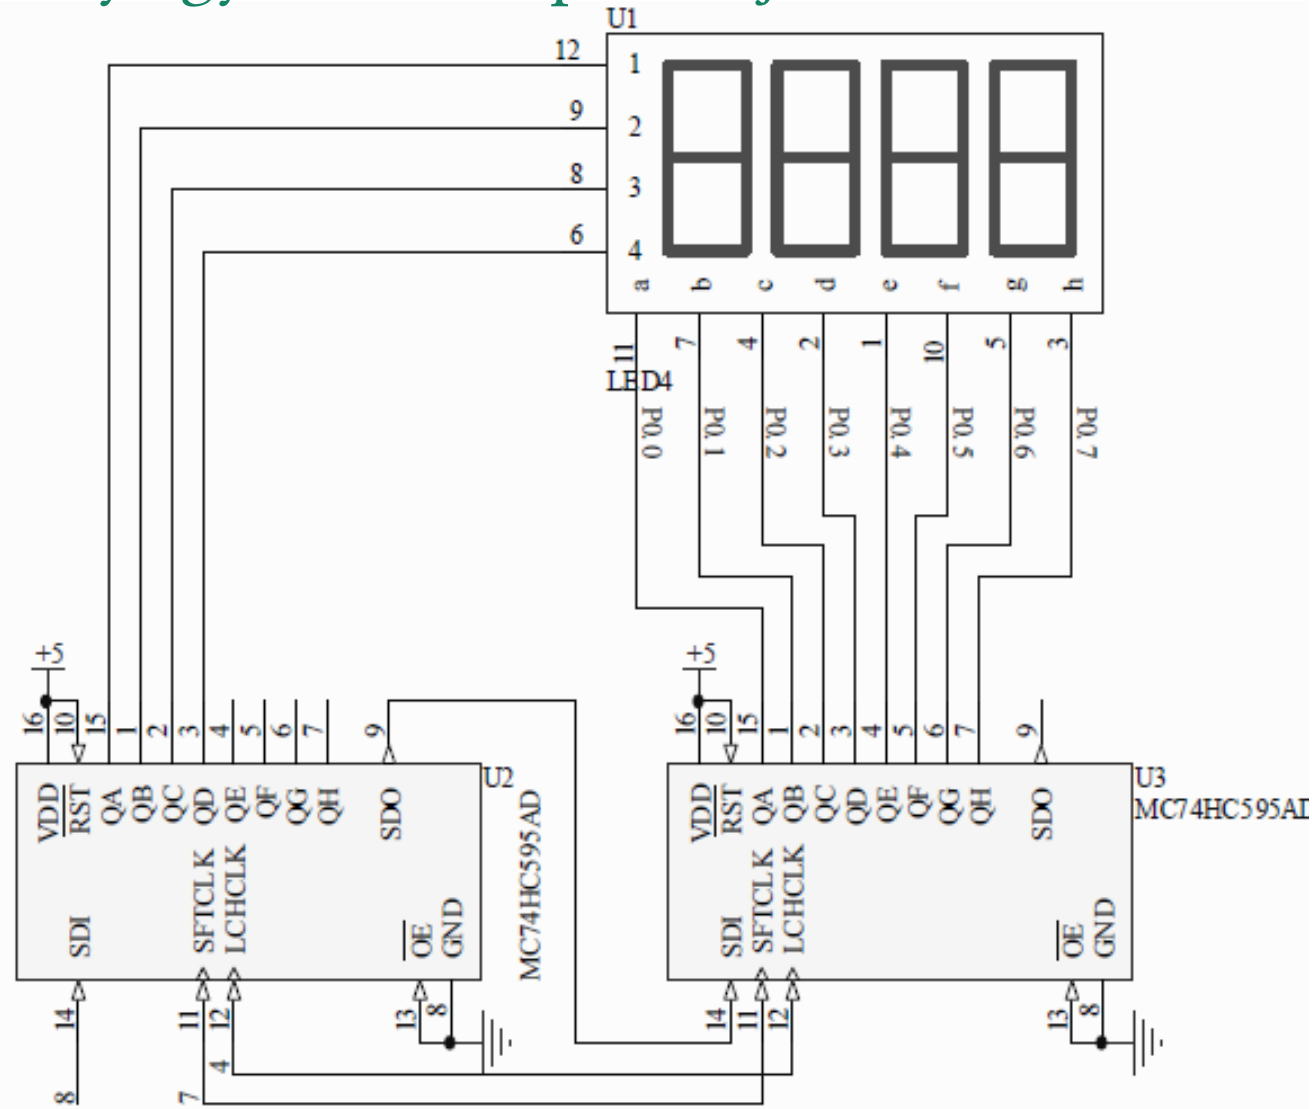 U1
12 1
9 2
8 3
6 4
a b c d e f g h
11 7 4 2 1 10 5 3
LED4
P0.0 P0.1 P0.2 P0.3 P0.4 P0.5 P0.6 P0.7
+5 +5
16 10 15 1 2 3 4 5 6 7 9
16 10 15 1 2 3 4 5 6 7 9
U2
VDD RST QA QB QC QD QE QF QG QH SDO
SDI SFTCLK LCHCLK OE GND
MC74HC595AD
U3
MC74HC595AD
VDD RST QA QB QC QD QE QF QG QH SDO
SDI SFTCLK LCHCLK OE GND
14 11 12 13 8
14 11 12 13 8
8 7 4